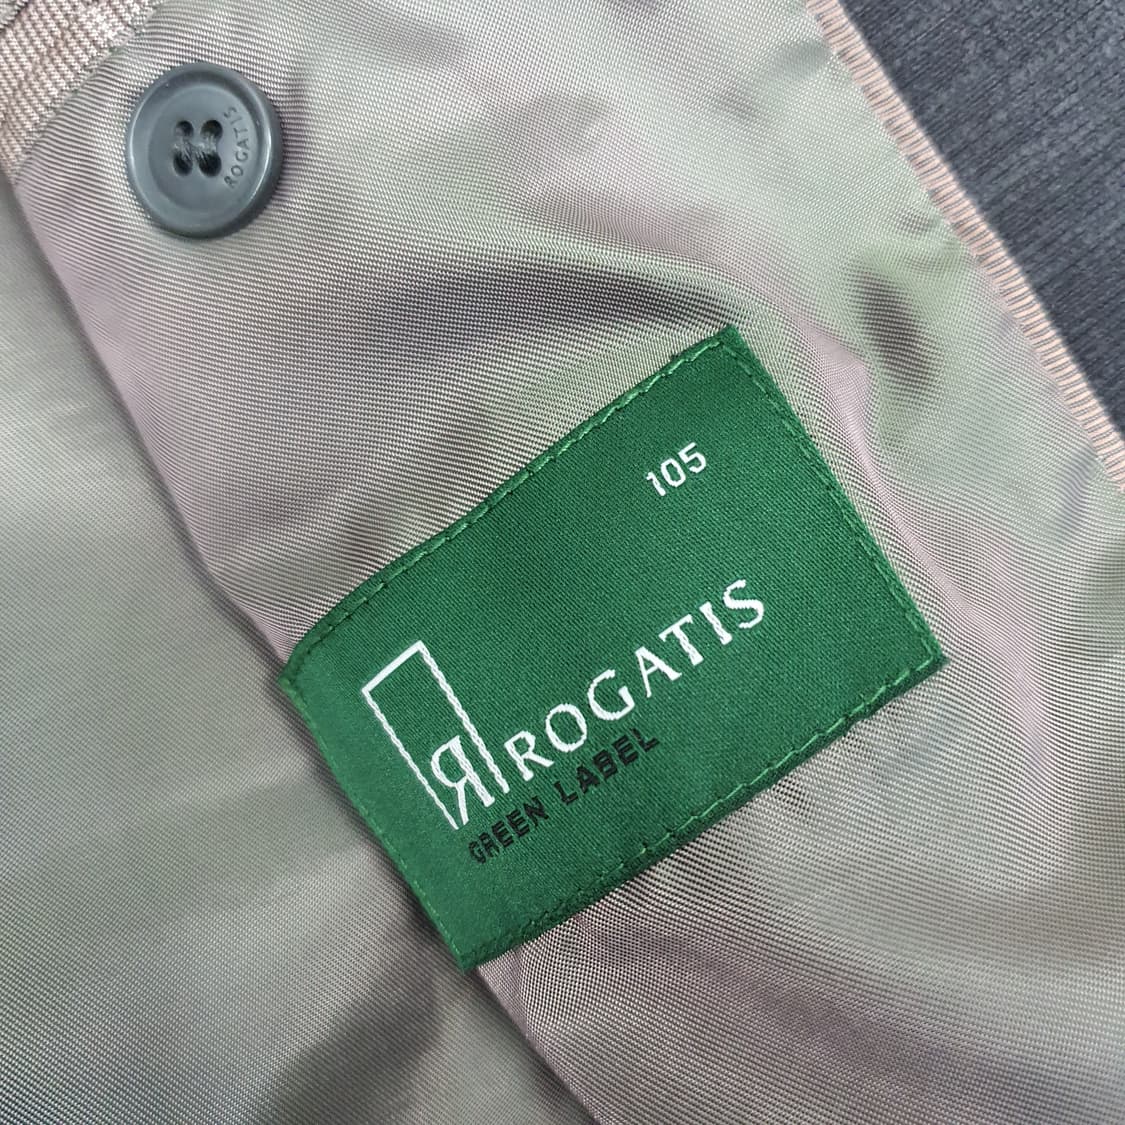 ROGATIS
105
R
ROGATIS
GREEN LABEL